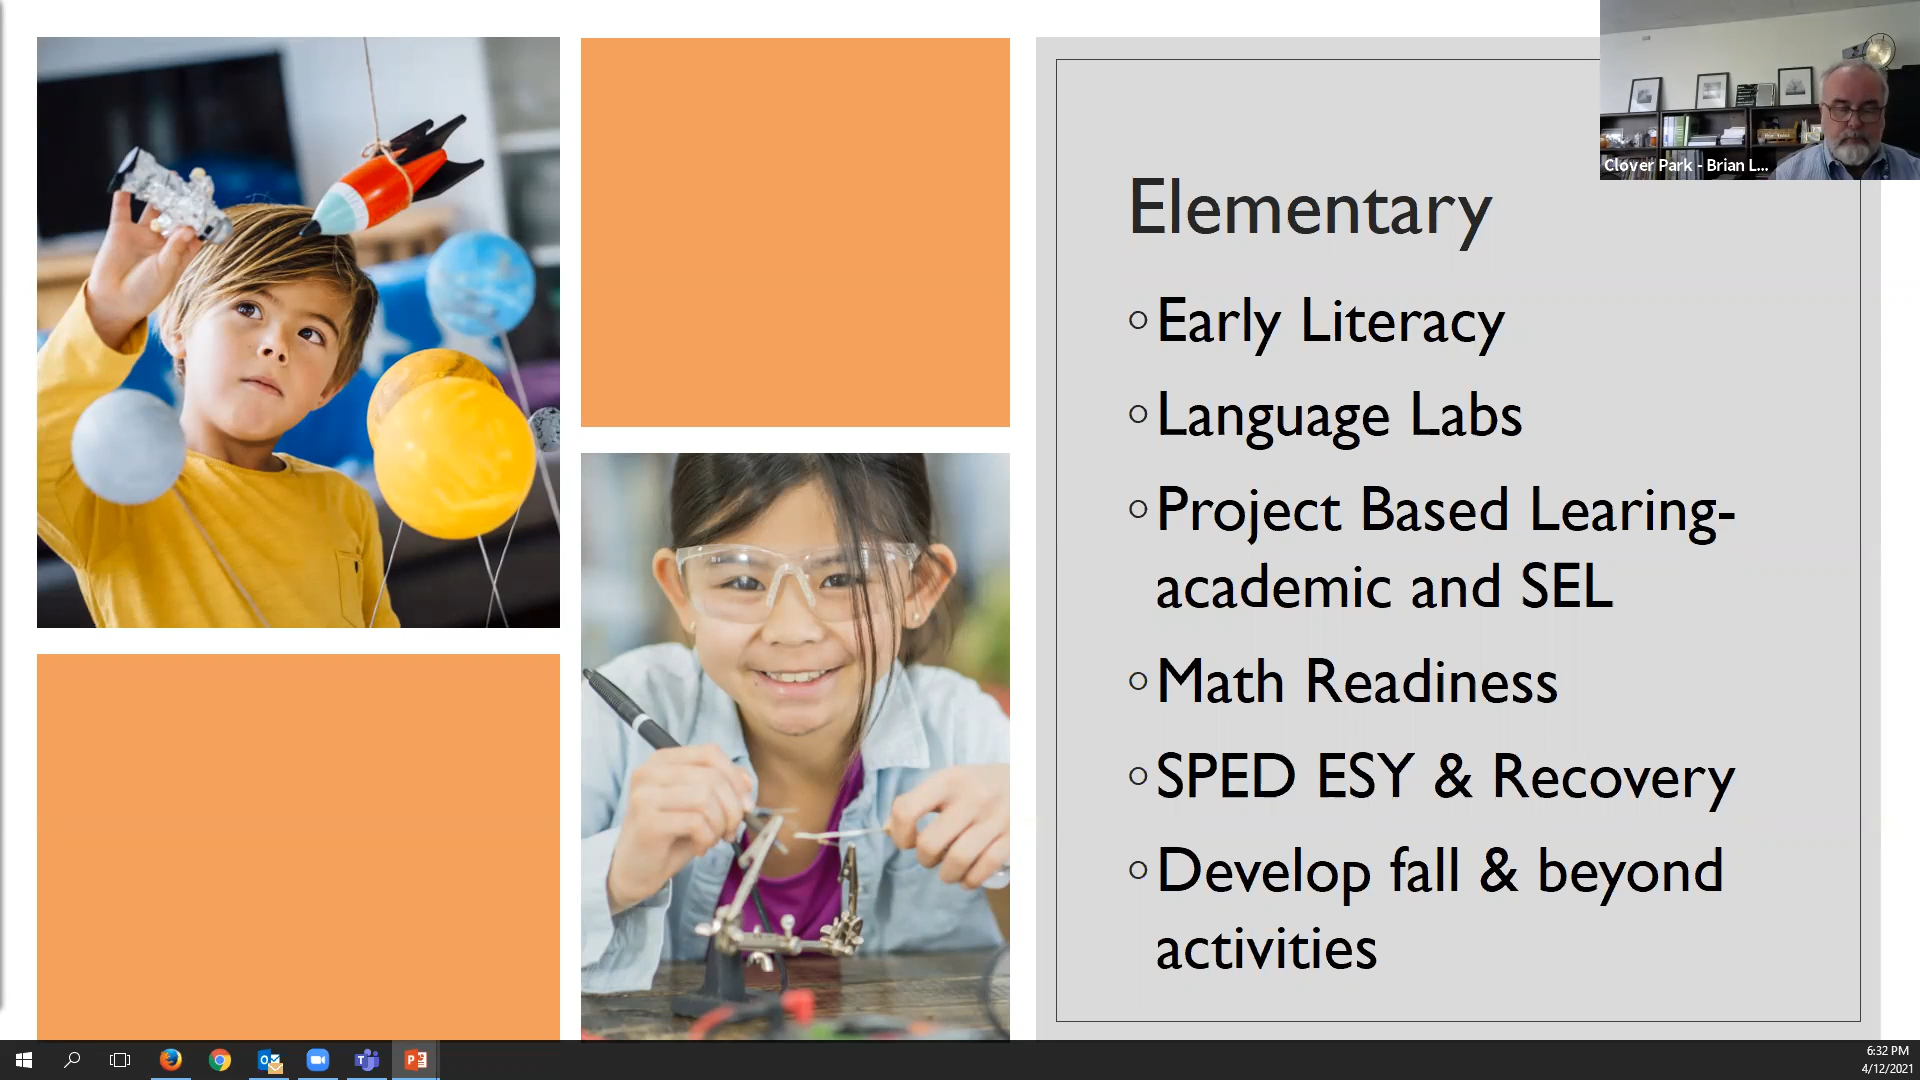 Clover Park - Brian L...
Elementary
Early Literacy
Language Labs
Project Based Learing-
academic and SEL
Math Readiness
SPED ESY & Recovery
Develop fall & beyond
activities
6:32 PM
4/12/2021